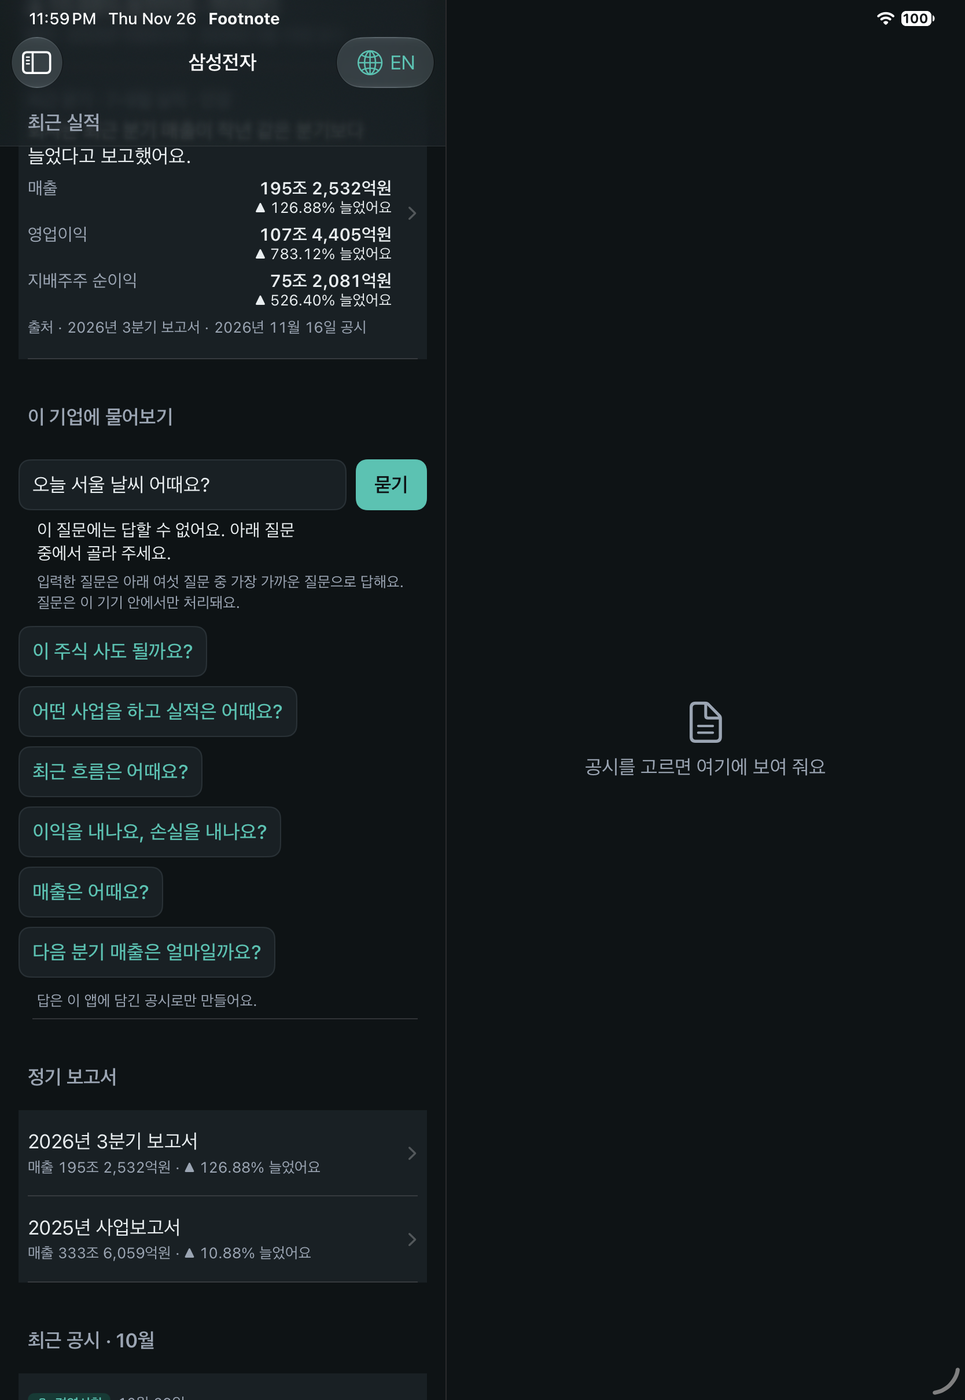 11:59 PM Thu Nov 26 Footnote
100
삼성전자
EN
최근 실적
늘었다고 보고했어요.
매출
195조 2,532억원
▲ 126.88% 늘었어요
영업이익
107조 4,405억원
▲ 783.12% 늘었어요
지배주주 순이익
75조 2,081억원
▲ 526.40% 늘었어요
출처 · 2026년 3분기 보고서 · 2026년 11월 16일 공시
이 기업에 물어보기
오늘 서울 날씨 어때요?
묻기
이 질문에는 답할 수 없어요. 아래 질문
중에서 골라 주세요.
입력한 질문은 아래 여섯 질문 중 가장 가까운 질문으로 답해요.
질문은 이 기기 안에서만 처리돼요.
이 주식 사도 될까요?
어떤 사업을 하고 실적은 어때요?
최근 흐름은 어때요?
이익을 내나요, 손실을 내나요?
매출은 어때요?
다음 분기 매출은 얼마일까요?
답은 이 앱에 담긴 공시로만 만들어요.
정기 보고서
2026년 3분기 보고서
매출 195조 2,532억원 · ▲ 126.88% 늘었어요
2025년 사업보고서
매출 333조 6,059억원 · ▲ 10.88% 늘었어요
최근 공시 · 10월
공시를 고르면 여기에 보여 줘요